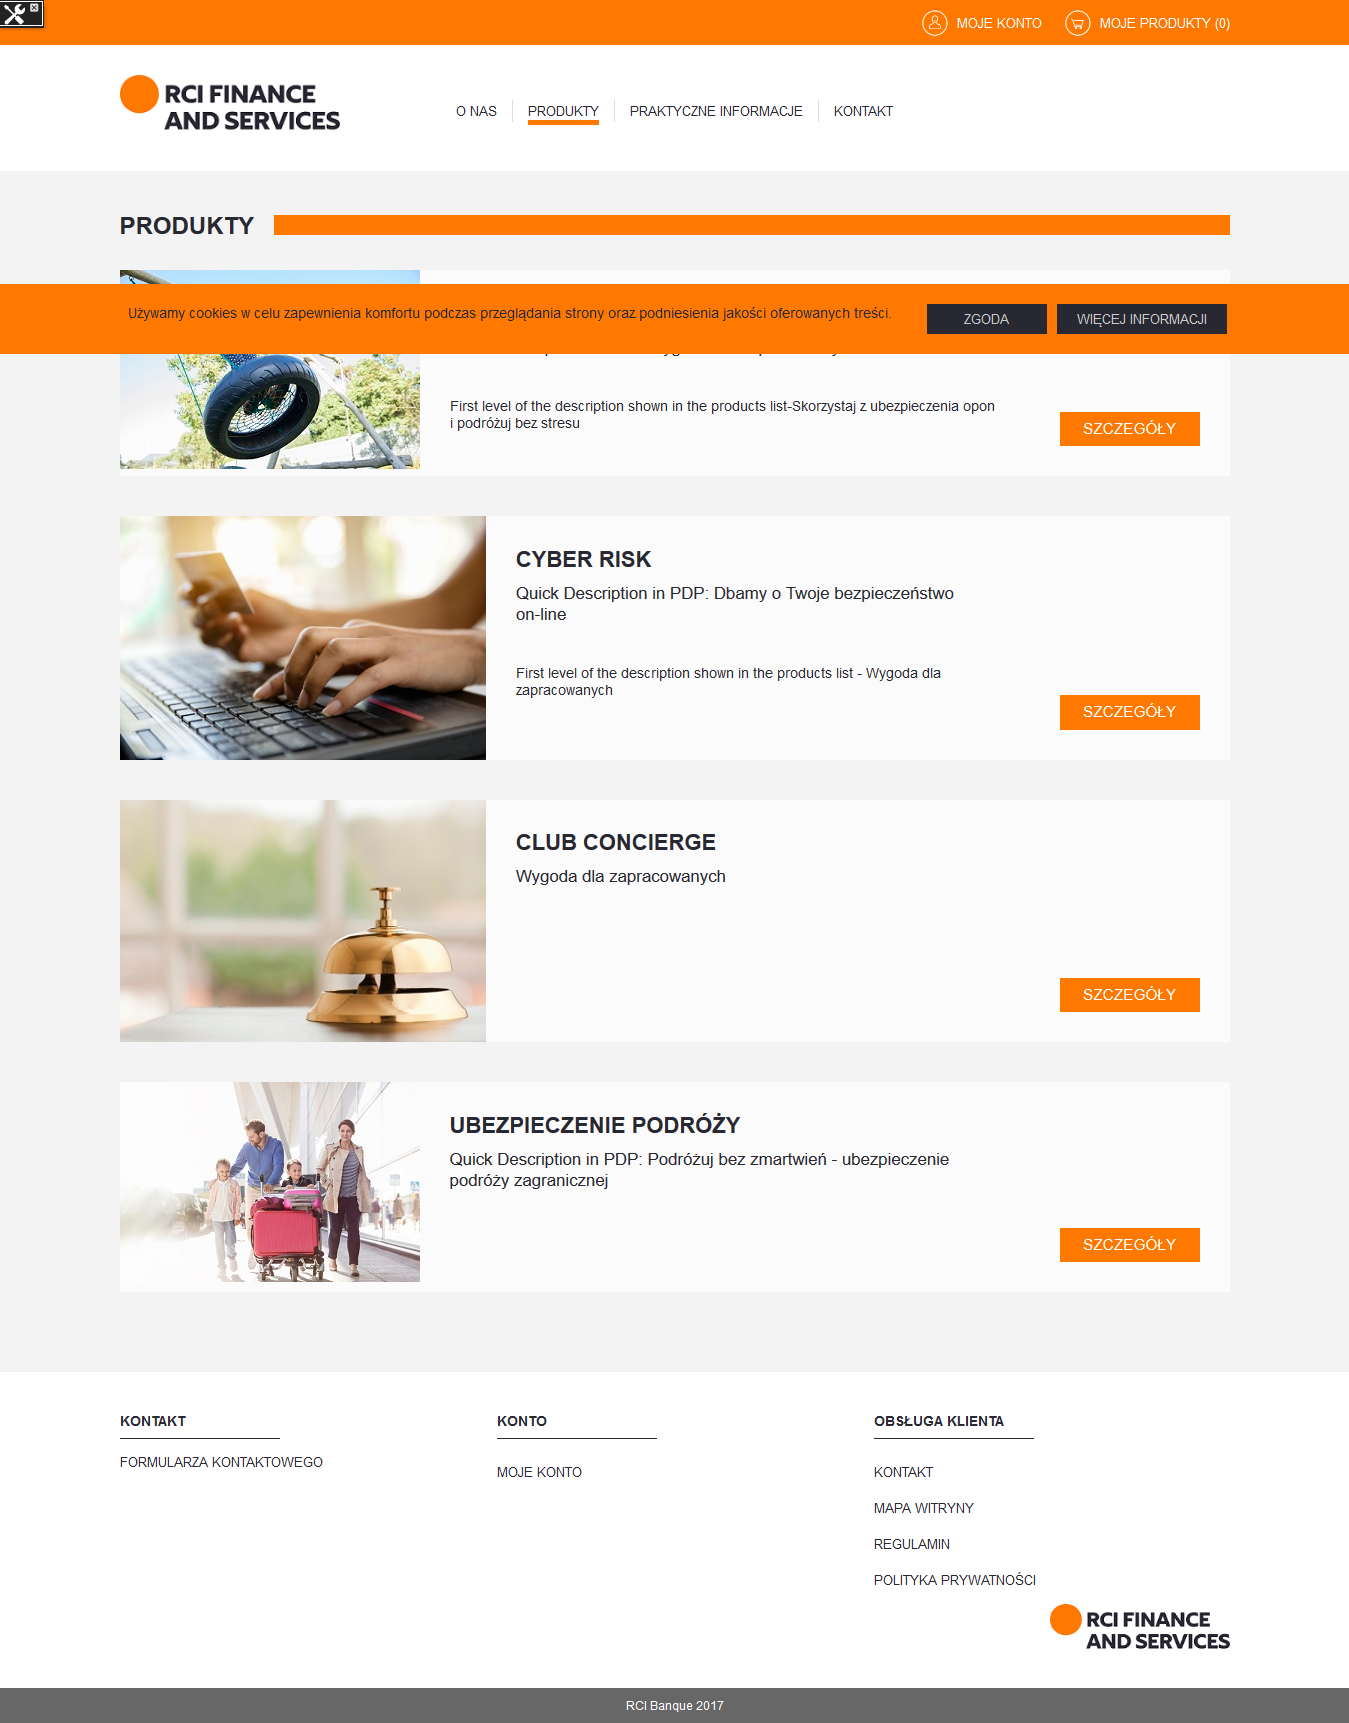 MOJE KONTO
MOJE PRODUKTY (0)
RCI FINANCE
AND SERVICES
O NAS
PRODUKTY
PRAKTYCZNE INFORMACJE
KONTAKT
PRODUKTY
Używamy cookies w celu zapewnienia komfortu podczas przeglądania strony oraz podniesienia jakości oferowanych treści.
ZGODA
WIĘCEJ INFORMACJI
First level of the description shown in the products list-Skorzystaj z ubezpieczenia opon
i podróżuj bez stresu
SZCZEGÓŁY
CYBER RISK
Quick Description in PDP: Dbamy o Twoje bezpieczeństwo
on-line
First level of the description shown in the products list - Wygoda dla
zapracowanych
SZCZEGÓŁY
CLUB CONCIERGE
Wygoda dla zapracowanych
SZCZEGÓŁY
UBEZPIECZENIE PODRÓŻY
Quick Description in PDP: Podróżuj bez zmartwień - ubezpieczenie
podróży zagranicznej
SZCZEGÓŁY
KONTAKT
FORMULARZA KONTAKTOWEGO
KONTO
MOJE KONTO
OBSŁUGA KLIENTA
KONTAKT
MAPA WITRYNY
REGULAMIN
POLITYKA PRYWATNOŚCI
RCI FINANCE
AND SERVICES
RCI Banque 2017